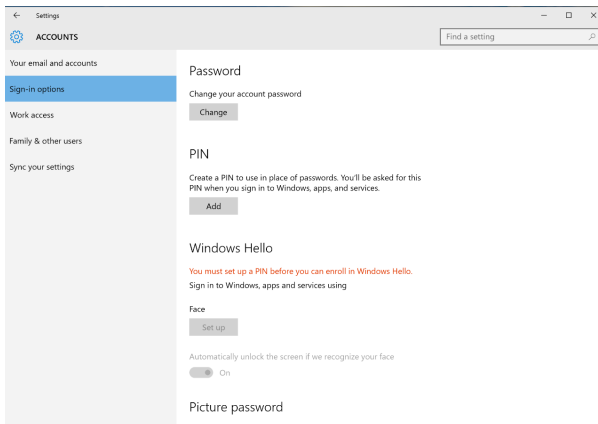 Settings
ACCOUNTS
Find a setting
Your email and accounts
Sign-in options
Work access
Family & other users
Sync your settings
Password
Change your account password
Change
PIN
Create a PIN to use in place of passwords. You'll be asked for this
PIN when you sign in to Windows, apps, and services.
Add
Windows Hello
You must set up a PIN before you can enroll in Windows Hello.
Sign in to Windows, apps and services using
Face
Set up
Automatically unlock the screen if we recognize your face
On
Picture password